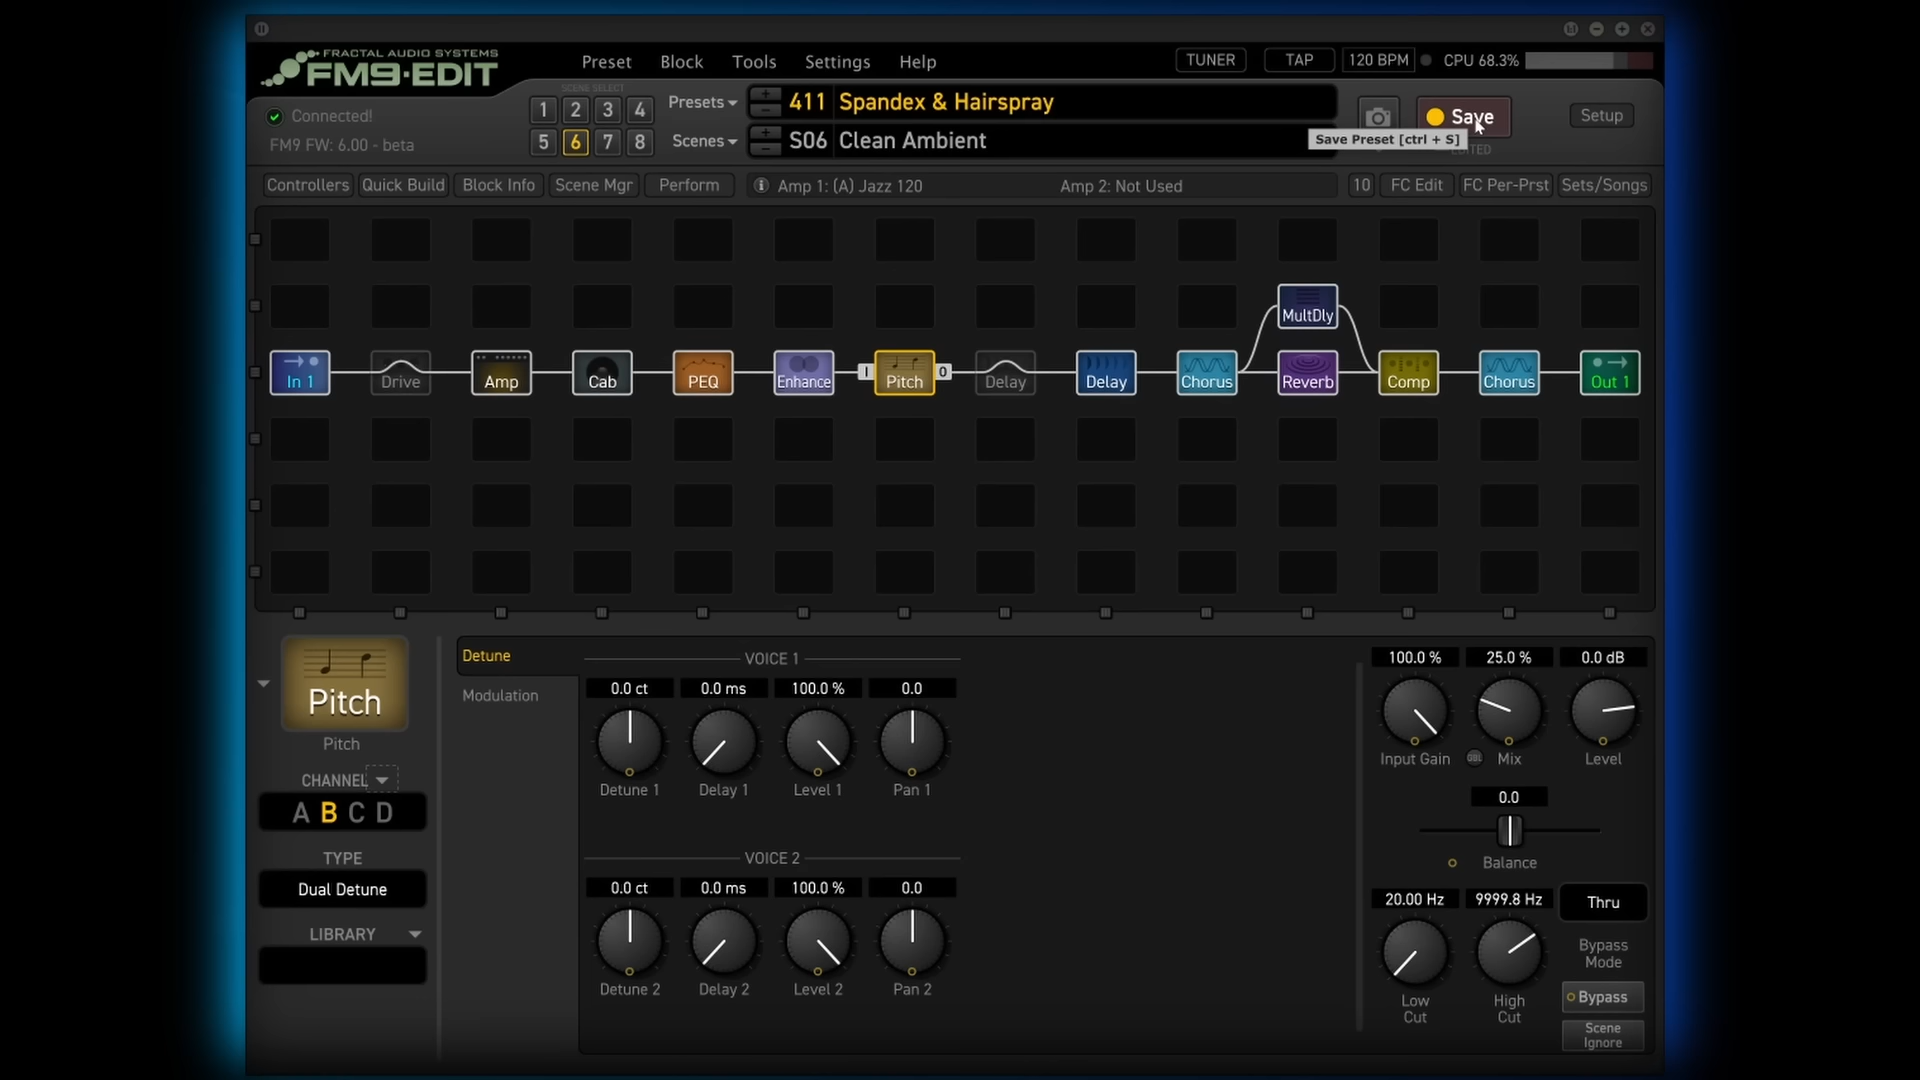 FRACTAL AUDIO SYSTEMS
FM9-EDIT
Preset Block Tools Settings Help
TUNER TAP 120 BPM CPU 68.3%
Connected!
FM9 FW: 6.00 - beta
SCENE SELECT
1 2 3 4
5 6 7 8
Presets
411 Spandex & Hairspray
Scenes
S06 Clean Ambient
Save
EDITED
Save Preset [ctrl + S]
Setup
Controllers Quick Build Block Info Scene Mgr Perform
Amp 1: (A) Jazz 120 Amp 2: Not Used
10 FC Edit FC Per-Prst Sets/Songs
MultDly
In 1 Drive Amp Cab PEQ Enhance I Pitch O Delay Delay Chorus Reverb Comp Chorus Out 1
Pitch
Pitch
CHANNEL
A B C D
TYPE
Dual Detune
LIBRARY
Detune
Modulation
VOICE 1
0.0 ct 0.0 ms 100.0 % 0.0
Detune 1 Delay 1 Level 1 Pan 1
VOICE 2
0.0 ct 0.0 ms 100.0 % 0.0
Detune 2 Delay 2 Level 2 Pan 2
100.0 % 25.0 % 0.0 dB
Input Gain Mix Level
0.0
Balance
20.00 Hz 9999.8 Hz Thru
Low Cut
High Cut
Bypass Mode
Bypass
Scene Ignore